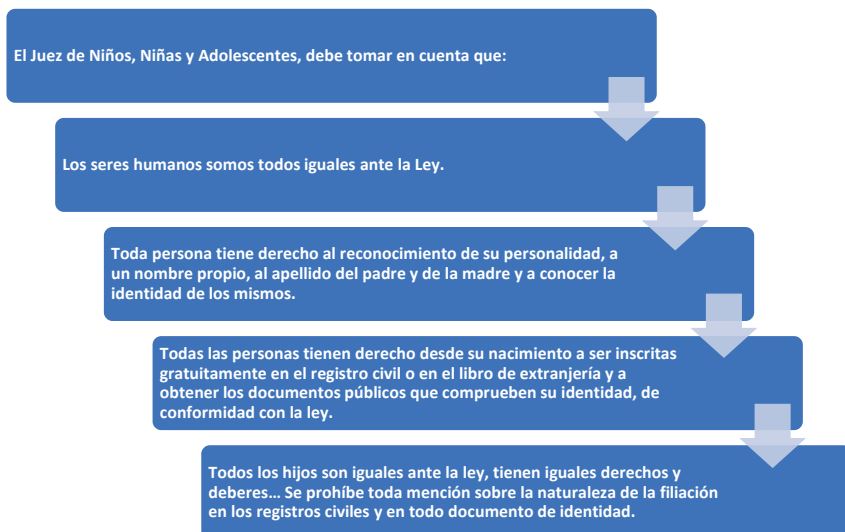 El Juez de Niños, Niñas y Adolescentes, debe tomar en cuenta que:
Los seres humanos somos todos iguales ante la Ley.
Toda persona tiene derecho al reconocimiento de su personalidad, a
un nombre propio, al apellido del padre y de la madre y a conocer la
identidad de los mismos.
Todas las personas tienen derecho desde su nacimiento a ser inscritas
gratuitamente en el registro civil o en el libro de extranjería y a
obtener los documentos públicos que comprueben su identidad, de
conformidad con la ley.
Todos los hijos son iguales ante la ley, tienen iguales derechos y
deberes… Se prohíbe toda mención sobre la naturaleza de la filiación
en los registros civiles y en todo documento de identidad.